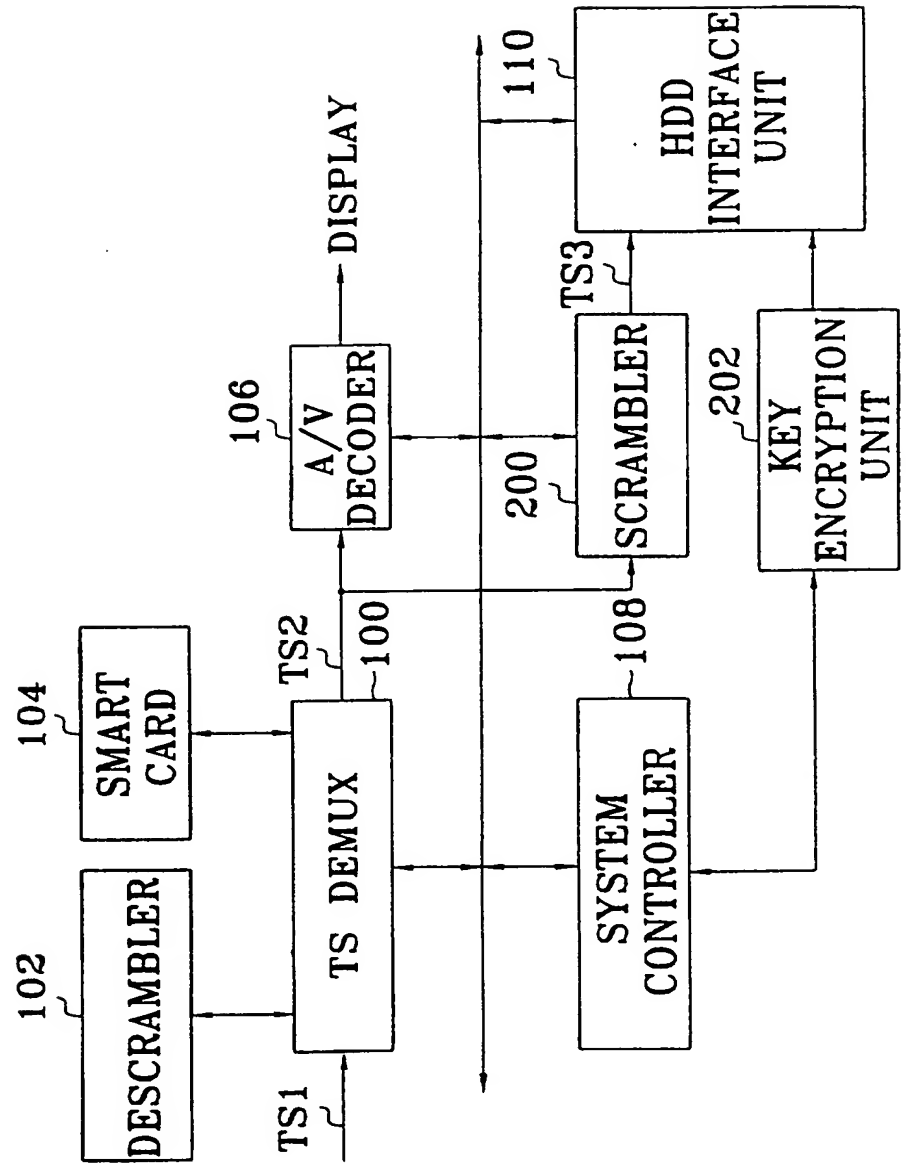 102
DESCRAMBLER
104
SMART
CARD
TS1
TS DEMUX
TS2
100
106
A/V
DECODER
DISPLAY
SYSTEM
CONTROLLER
108
200
SCRAMBLER
TS3
110
HDD
INTERFACE
UNIT
202
KEY
ENCRYPTION
UNIT